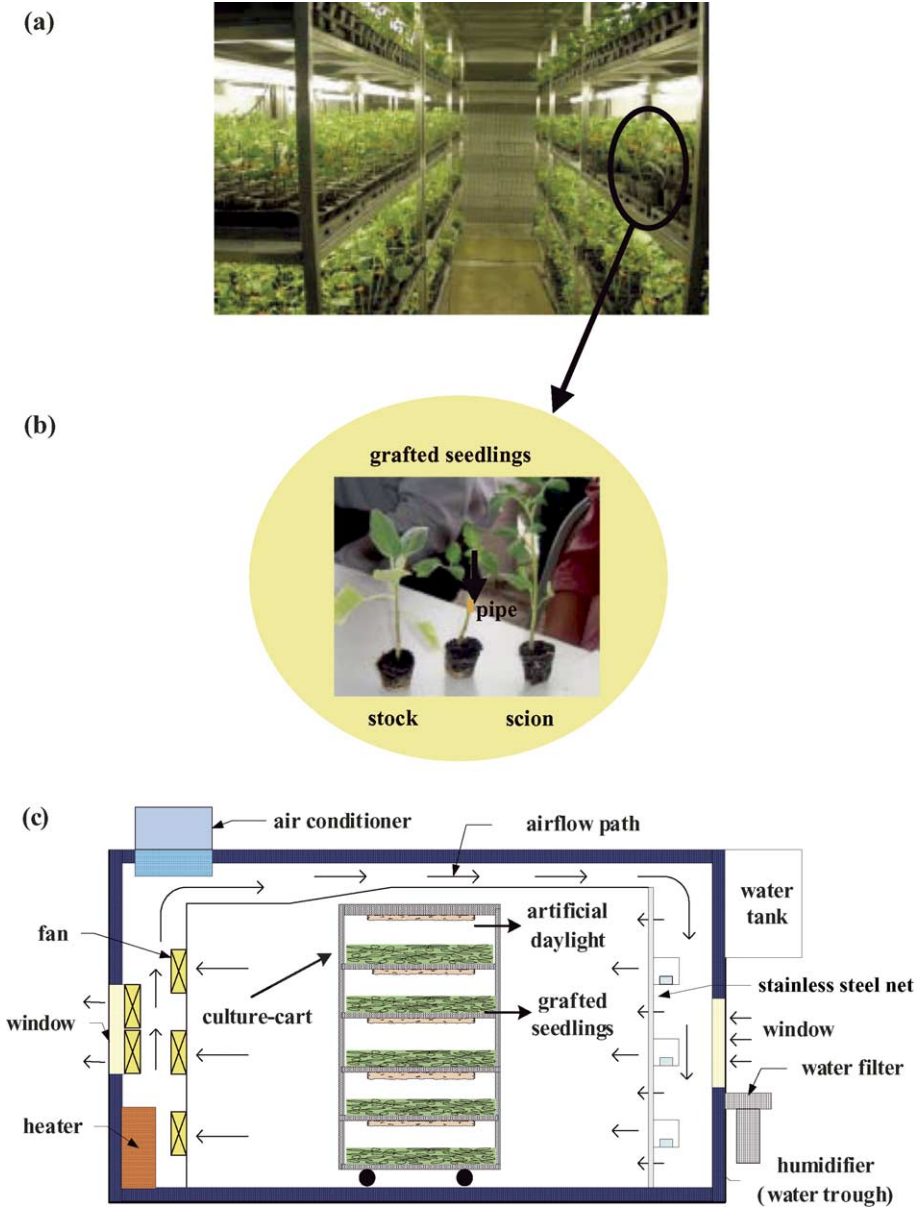 (a)
(b)
grafted seedlings
pipe
stock
scion
(c)
air conditioner
airflow path
water
tank
fan
artificial
daylight
culture-cart
grafted
seedlings
stainless steel net
window
window
water filter
heater
humidifier
(water trough)